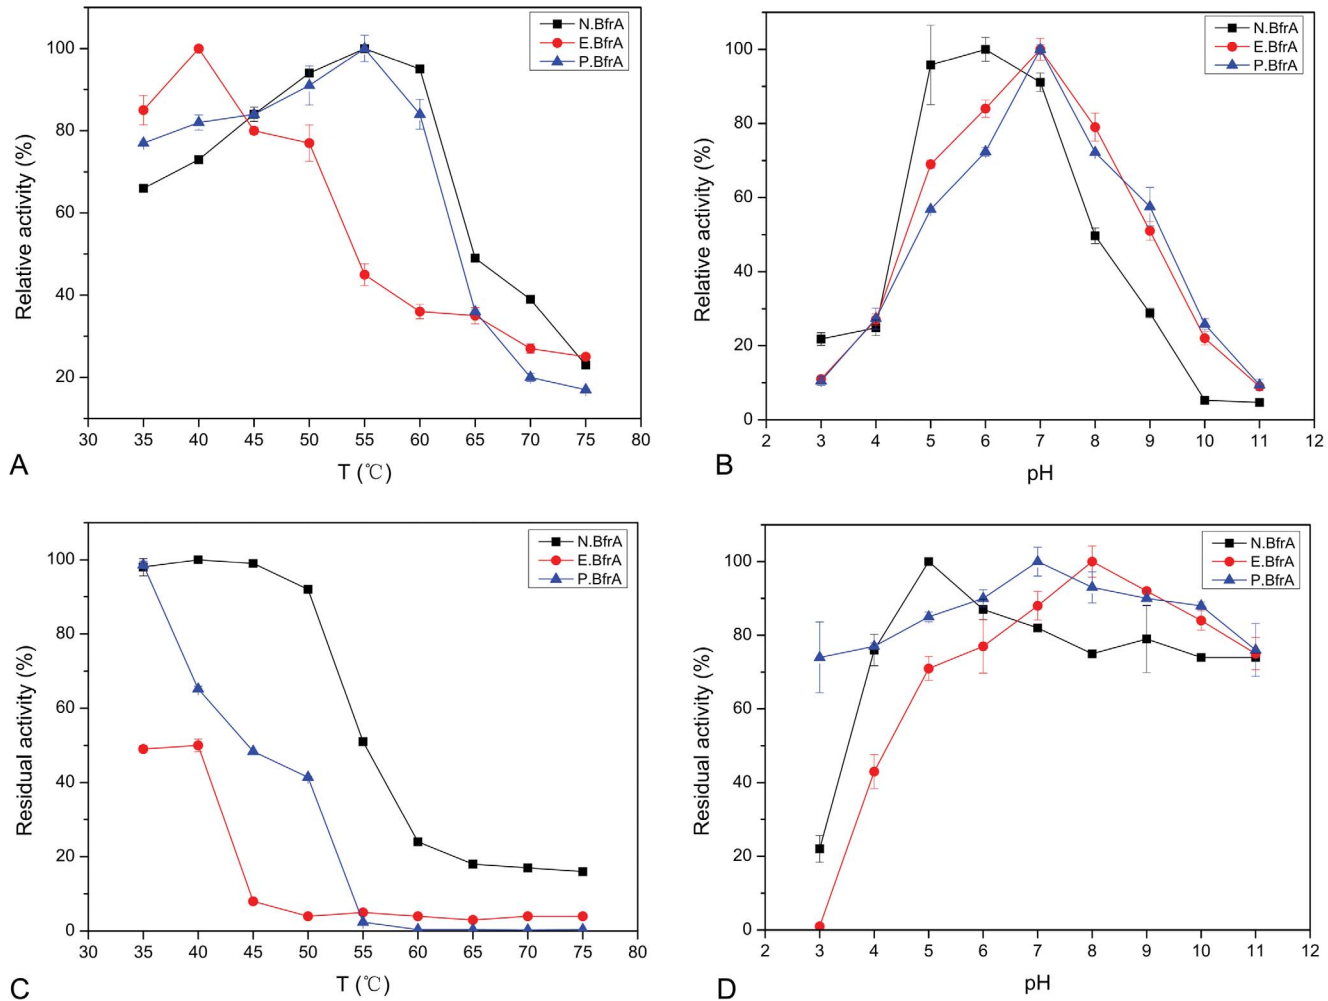 N.BfrA
E.BfrA
P.BfrA
100
80
60
40
20
Relative activity (%)
30 35 40 45 50 55 60 65 70 75 80
T (℃)
A
N.BfrA
E.BfrA
P.BfrA
100
80
60
40
20
0
Relative activity (%)
2 3 4 5 6 7 8 9 10 11 12
pH
B
N.BfrA
E.BfrA
P.BfrA
100
80
60
40
20
0
Residual activity (%)
30 35 40 45 50 55 60 65 70 75 80
T (℃)
C
N.BfrA
E.BfrA
P.BfrA
100
80
60
40
20
0
Residual activity (%)
2 3 4 5 6 7 8 9 10 11 12
pH
D